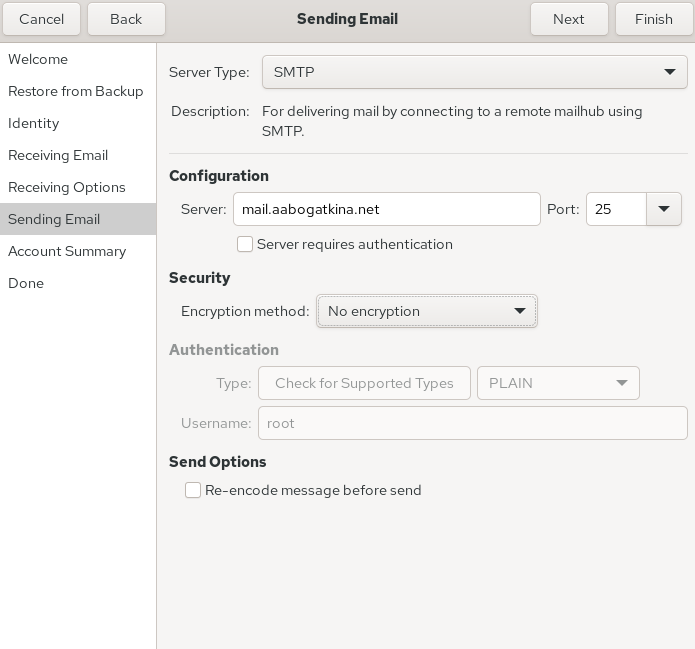 Cancel Back Sending Email Next Finish
Welcome
Restore from Backup
Identity
Receiving Email
Receiving Options
Sending Email
Account Summary
Done
Server Type: SMTP
Description: For delivering mail by connecting to a remote mailhub using
SMTP.
Configuration
Server: mail.aabogatkina.net Port: 25
Server requires authentication
Security
Encryption method: No encryption
Authentication
Type: Check for Supported Types PLAIN
Username: root
Send Options
Re-encode message before send